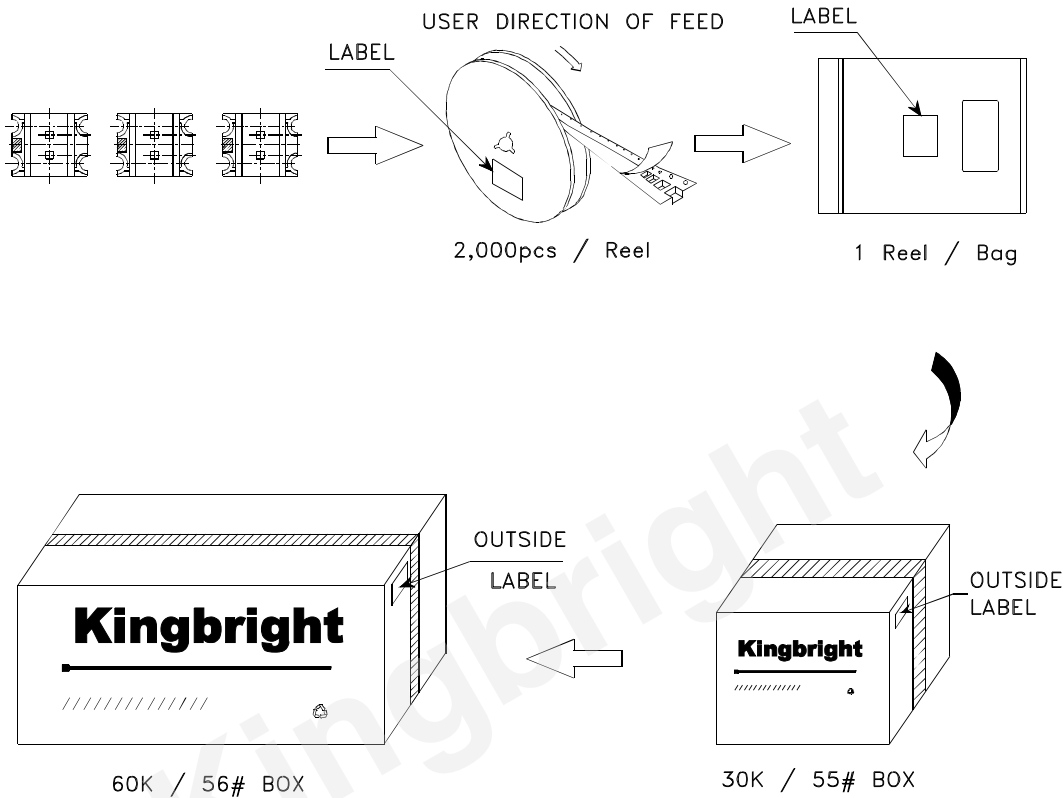 USER DIRECTION OF FEED
LABEL
LABEL
2,000pcs / Reel
1 Reel / Bag
OUTSIDE
LABEL
Kingbright
60K / 56# BOX
OUTSIDE
LABEL
Kingbright
30K / 55# BOX
Kingbright